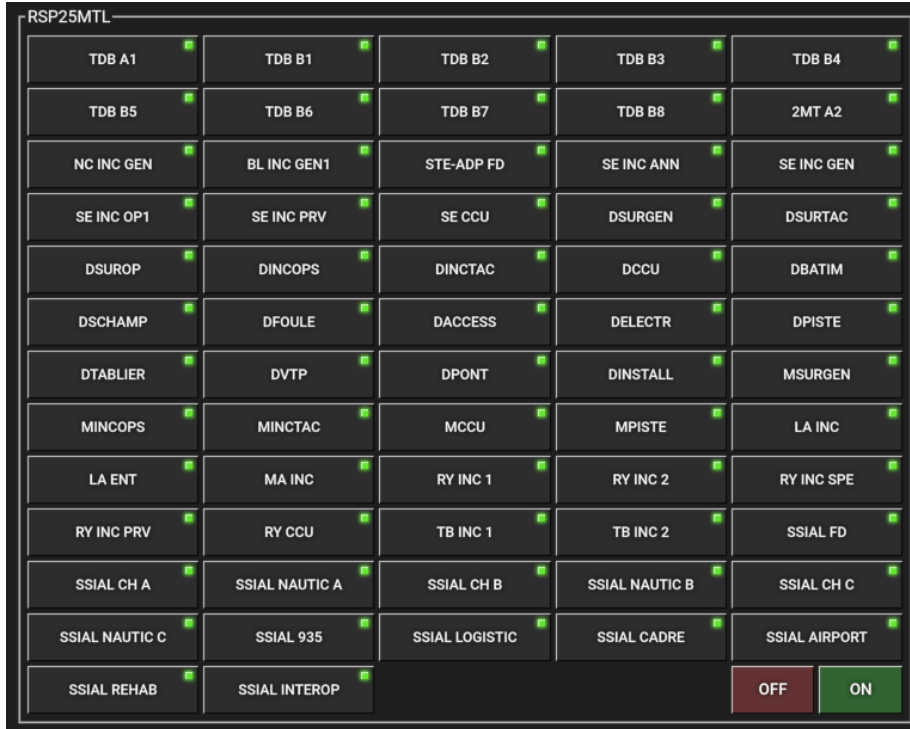 RSP25MTL
TDB A1 TDB B1 TDB B2 TDB B3 TDB B4
TDB B5 TDB B6 TDB B7 TDB B8 2MT A2
NC INC GEN BL INC GEN1 STE-ADP FD SE INC ANN SE INC GEN
SE INC OP1 SE INC PRV SE CCU DSURGEN DSURTAC
DSUROP DINCOPS DINCTAC DCCU DBATIM
DSCHAMP DFOULE DACCESS DELECTR DPISTE
DTABLIER DVTP DPONT DINSTALL MSURGEN
MINCOPS MINCTAC MCCU MPISTE LA INC
LA ENT MA INC RY INC 1 RY INC 2 RY INC SPE
RY INC PRV RY CCU TB INC 1 TB INC 2 SSIAL FD
SSIAL CH A SSIAL NAUTIC A SSIAL CH B SSIAL NAUTIC B SSIAL CH C
SSIAL NAUTIC C SSIAL 935 SSIAL LOGISTIC SSIAL CADRE SSIAL AIRPORT
SSIAL REHAB SSIAL INTEROP OFF ON